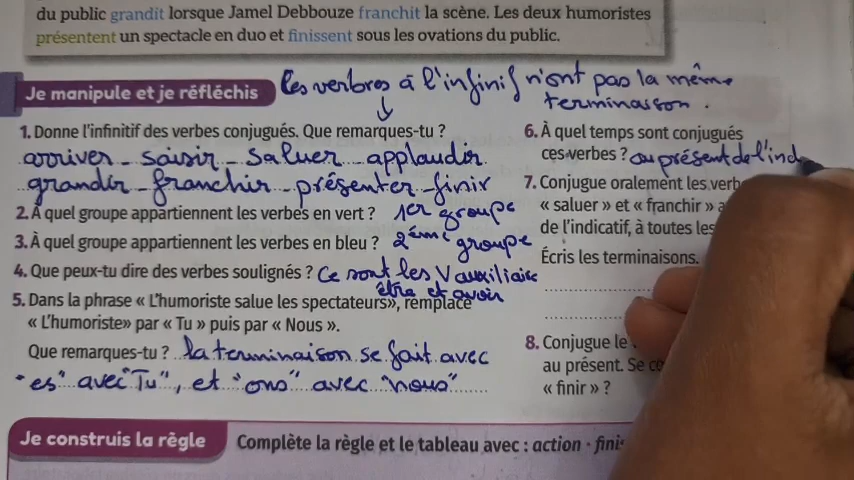 du public grandit lorsque Jamel Debbouze franchit la scène. Les deux humoristes
présentent un spectacle en duo et finissent sous les ovations du public.
Je manipule et je réfléchis
Les verbres à l'infinif n'ont pas la même
terminaison.
1. Donne l'infinitif des verbes conjugués. Que remarques-tu ?
arriver - saisir - saluer - applaudir
grandir - franchir - présenter - finir
2. À quel groupe appartiennent les verbes en vert ? 1er groupe
3. À quel groupe appartiennent les verbes en bleu ? 2ème groupe
4. Que peux-tu dire des verbes soulignés ? Ce sont les V auxiliaire
être et avoir
5. Dans la phrase « L'humoriste salue les spectateurs», remplace
« L'humoriste» par « Tu » puis par « Nous ».
Que remarques-tu ? la terminaison se fait avec
"es" avec "Tu", et "ons" avec "nous"
6. À quel temps sont conjugués
ces verbes ? au présent de l'ind
7. Conjugue oralement les verb
« saluer » et « franchir » a
de l'indicatif, à toutes les
Écris les terminaisons.
8. Conjugue le
au présent. Se
« finir » ?
Je construis la règle
Complète la règle et le tableau avec : action · fini